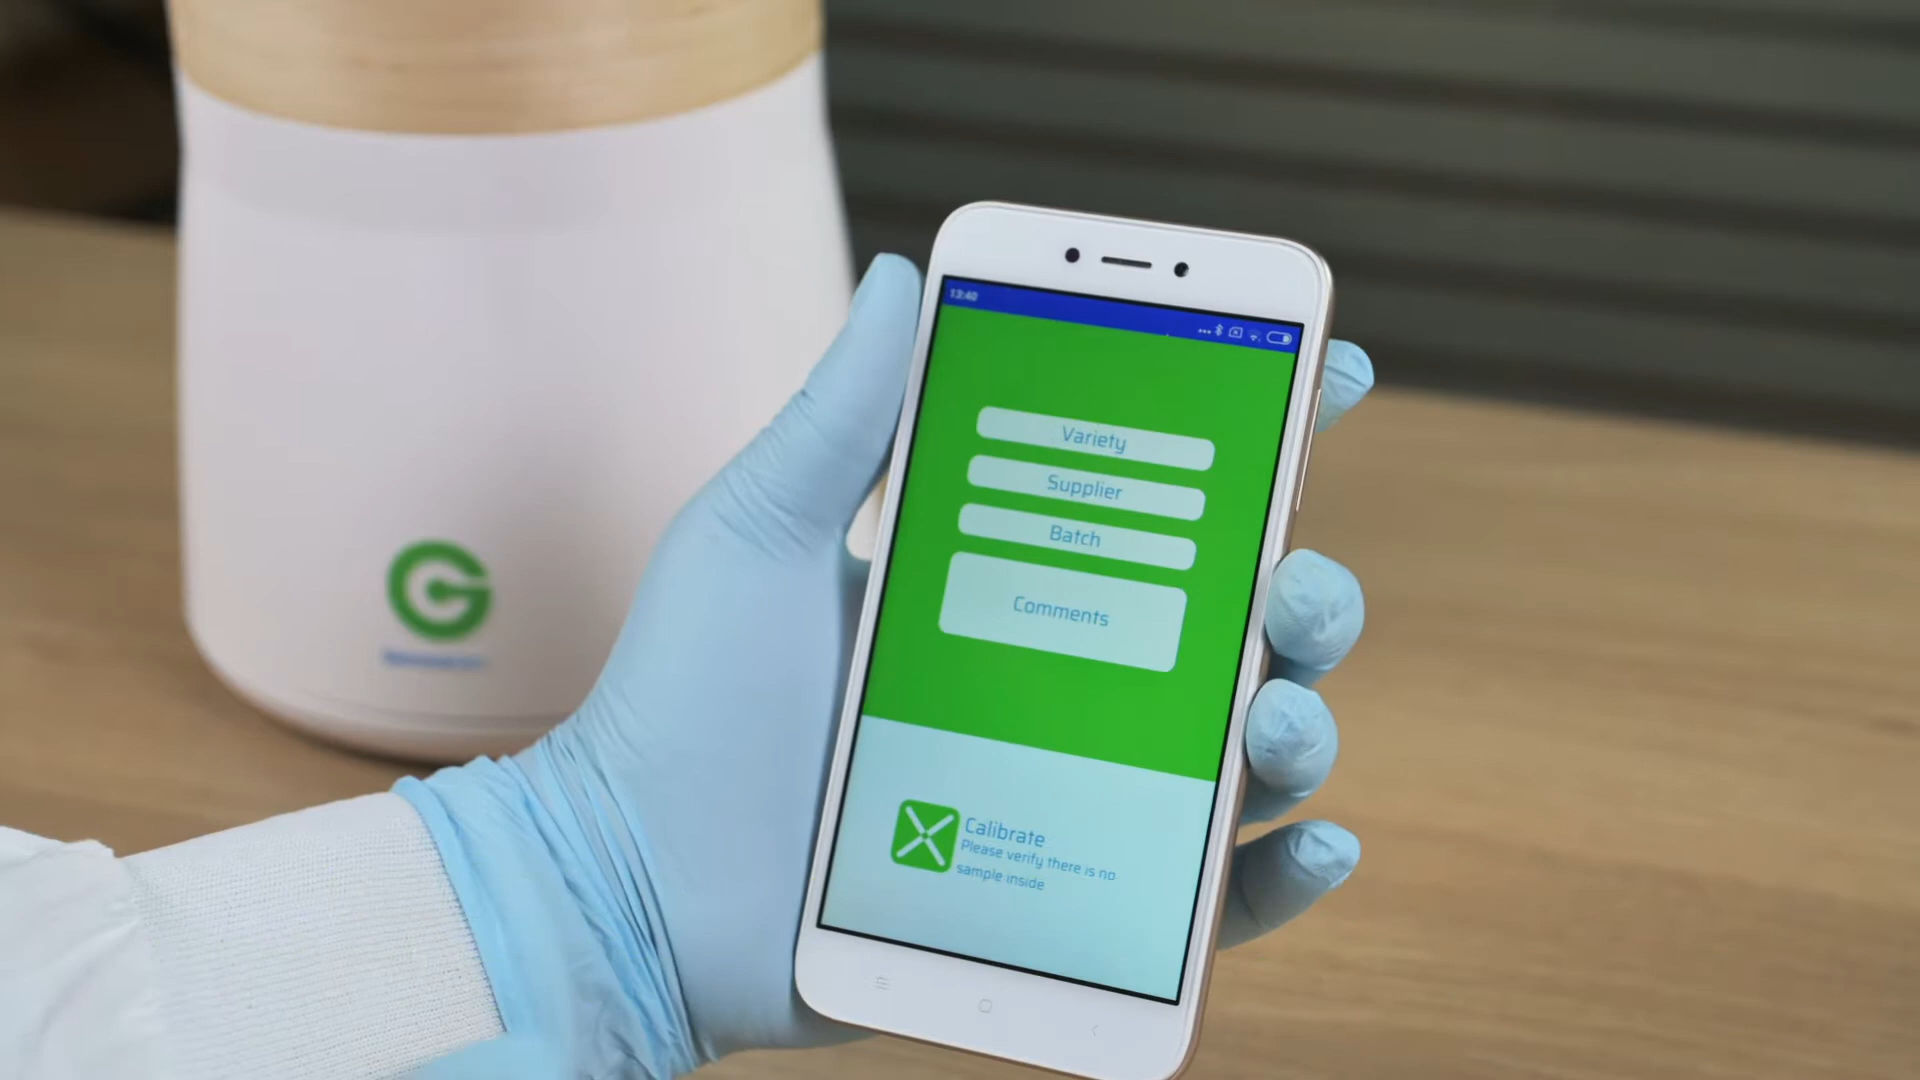 13:40
Variety
Supplier
Batch
Comments
Calibrate
Please verify there is no
sample inside